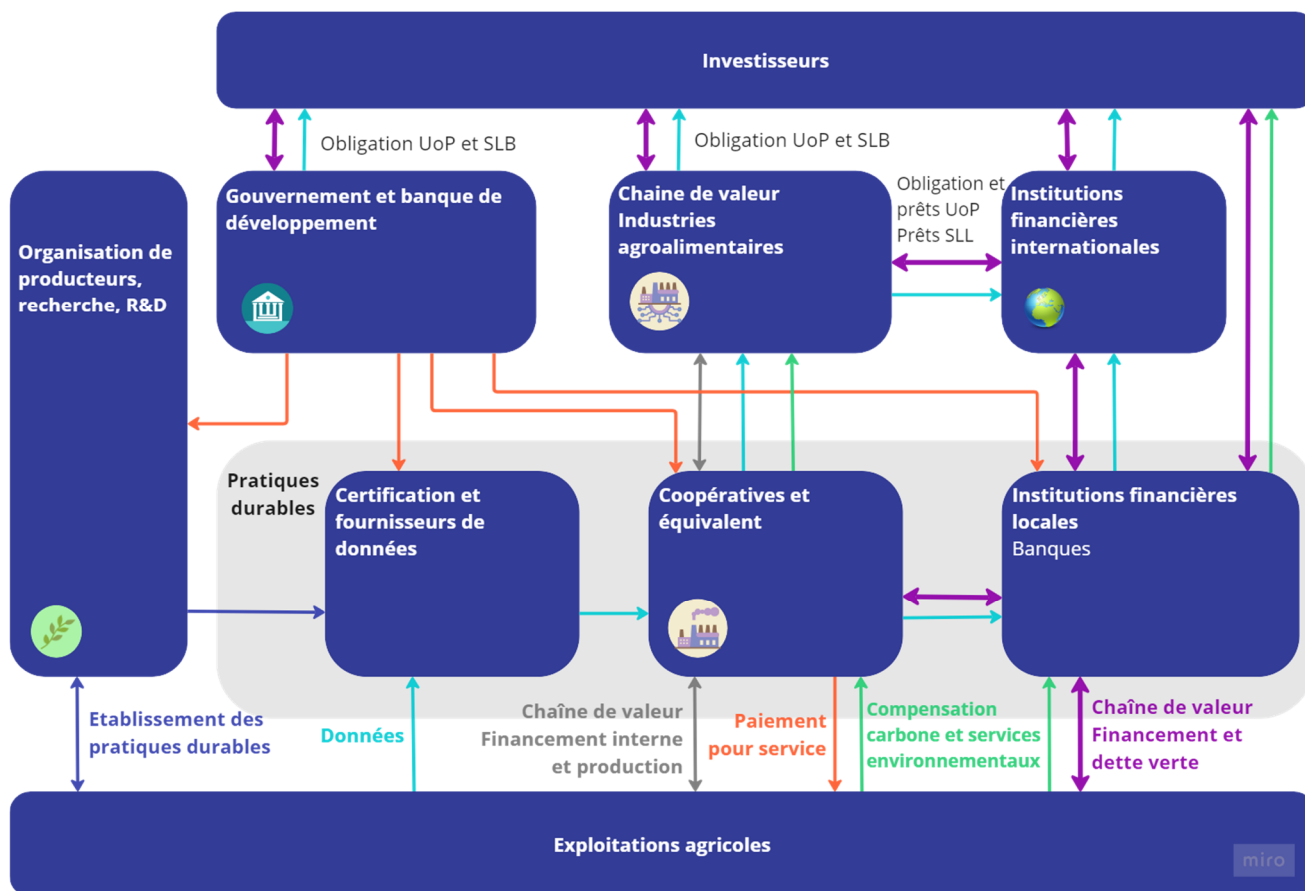 Investisseurs
Obligation UoP et SLB
Obligation UoP et SLB
Gouvernement et banque de
développement
Chaine de valeur
Industries
agroalimentaires
Obligation et
prêts UoP
Prêts SLL
Institutions
financières
internationales
Organisation de
producteurs,
recherche, R&D
Pratiques
durables
Certification et
fournisseurs de
données
Coopératives et
équivalent
Institutions financières
locales
Banques
Etablissement des
pratiques durables
Données
Chaîne de valeur
Financement interne
et production
Paiement
pour service
Compensation
carbone et services
environnementaux
Chaîne de valeur
Financement et
dette verte
Exploitations agricoles
miro